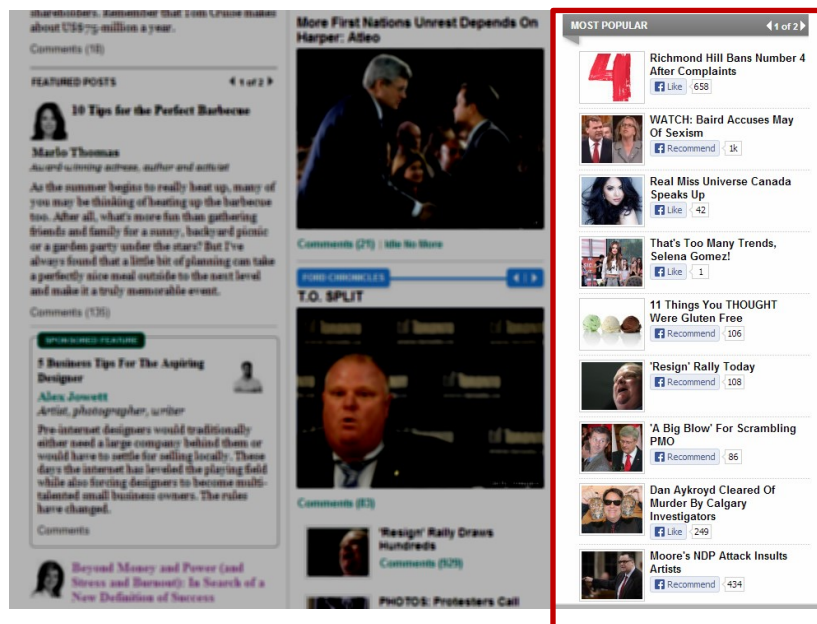 shareholders. Remember that Tom Cruise makes
about US$75-million a year.
Comments (18)
FEATURED POSTS
1 of 2
10 Tips for the Perfect Barbecue
Marlo Thomas
Award-winning actress, author and activist
As the summer begins to really heat up, many of
you may be thinking of heating up the barbecue
too. After all, what's more fun than gathering
friends and family for a sunny, backyard picnic
or a garden party under the stars? But I've
always found that a little bit of planning can take
a perfectly nice meal outside to the next level
and make it a truly memorable event.
Comments (135)
SPONSORED FEATURE
5 Business Tips For The Aspiring
Designer
Alex Jowett
Artist, photographer, writer
Pre-internet designers would traditionally
either need a large company behind them or
would have to settle for selling locally. These
days the internet has leveled the playing field
while also forcing designers to become multi-
talented small business owners. The rules
have changed.
Comments
Beyond Money and Power (and
Stress and Burnout): In Search of a
New Definition of Success
More First Nations Unrest Depends On
Harper: Atleo
Comments (21) | Idle No More
FORD CHRONICLES
T.O. SPLIT
Comments (83)
'Resign' Rally Draws
Hundreds
Comments (929)
PHOTOS: Protesters Call
MOST POPULAR
1 of 2
Richmond Hill Bans Number 4
After Complaints
Like 658
WATCH: Baird Accuses May
Of Sexism
Recommend 1k
Real Miss Universe Canada
Speaks Up
Like 42
That's Too Many Trends,
Selena Gomez!
Like 1
11 Things You THOUGHT
Were Gluten Free
Recommend 106
'Resign' Rally Today
Recommend 108
'A Big Blow' For Scrambling
PMO
Recommend 86
Dan Aykroyd Cleared Of
Murder By Calgary
Investigators
Like 249
Moore's NDP Attack Insults
Artists
Recommend 434